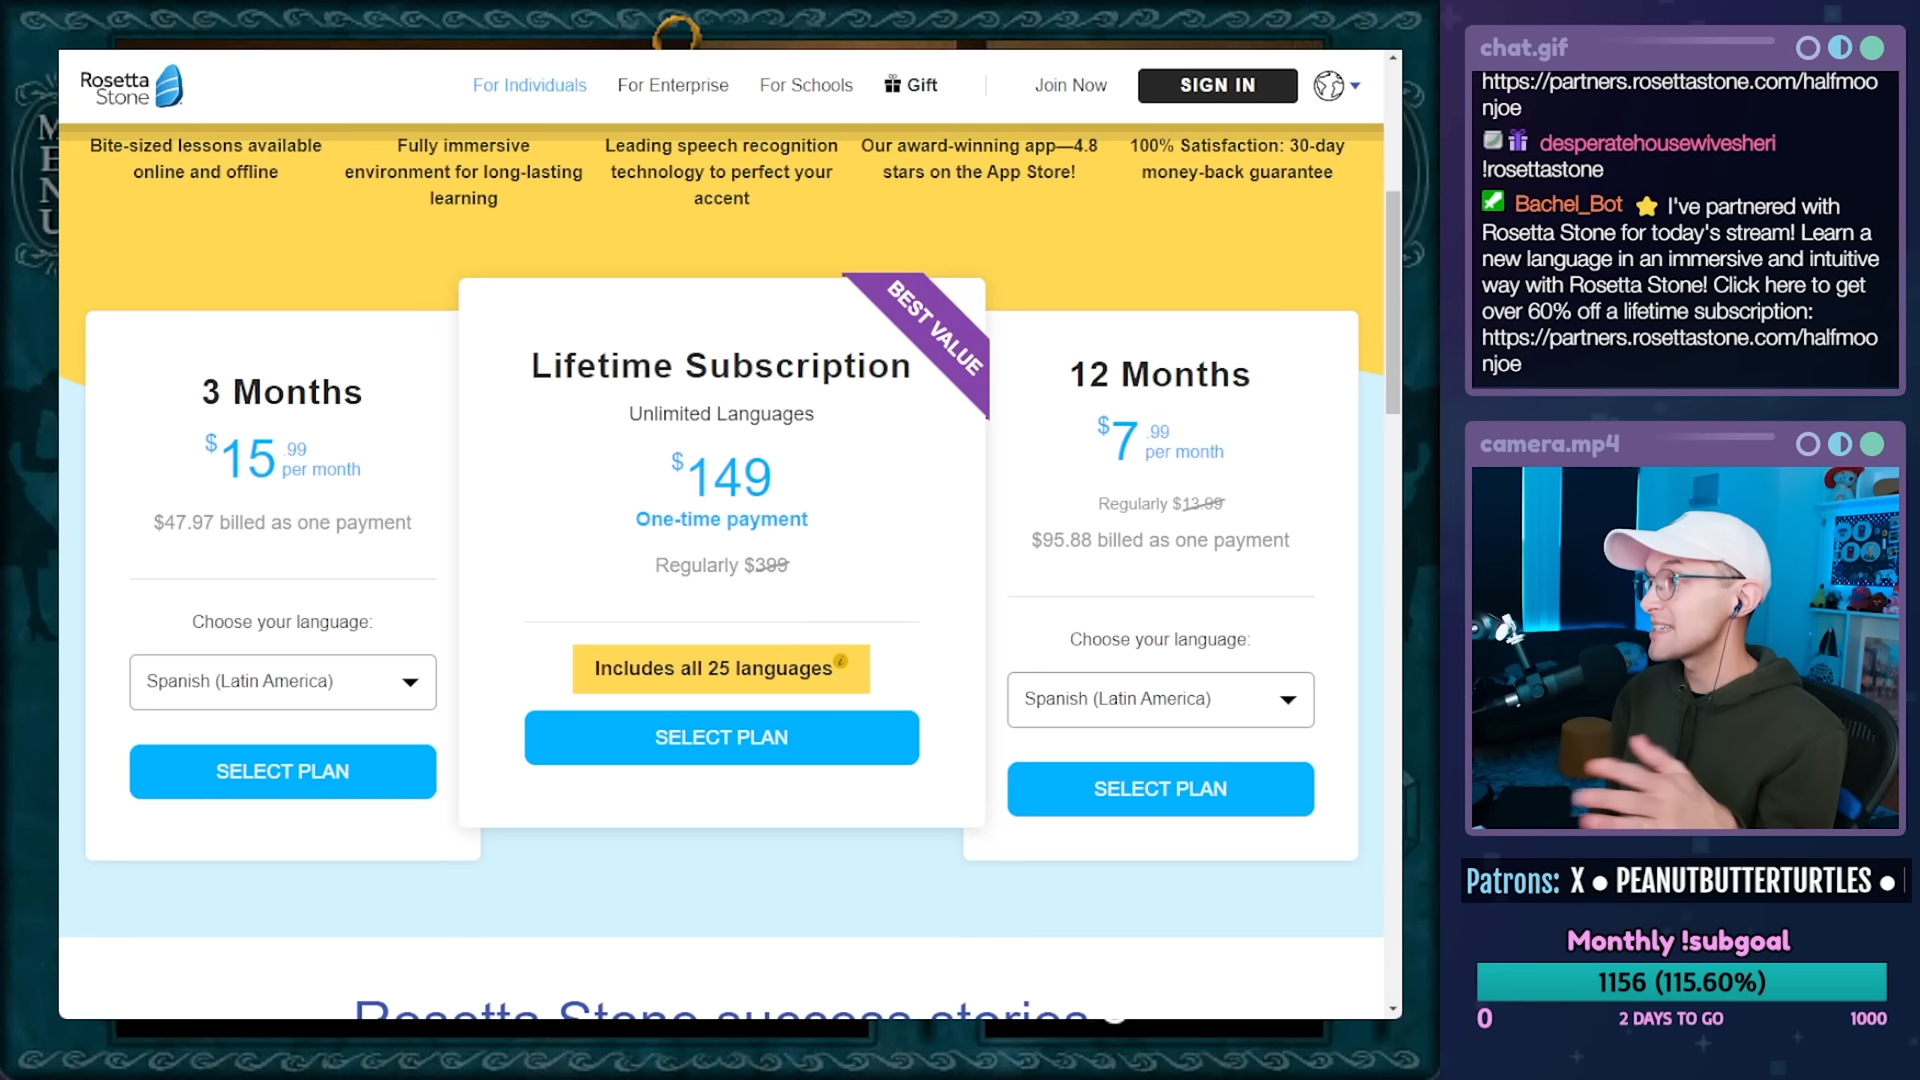 Rosetta
Stone
For Individuals
For Enterprise
For Schools
Gift
Join Now
SIGN IN
Bite-sized lessons available
online and offline
Fully immersive
environment for long-lasting
learning
Leading speech recognition
technology to perfect your
accent
Our award-winning app—4.8
stars on the App Store!
100% Satisfaction: 30-day
money-back guarantee
3 Months
$15.99
per month
$47.97 billed as one payment
Choose your language:
Spanish (Latin America)
SELECT PLAN
BEST VALUE
Lifetime Subscription
Unlimited Languages
$149
One-time payment
Regularly $399
Includes all 25 languages
SELECT PLAN
12 Months
$7.99
per month
Regularly $13.99
$95.88 billed as one payment
Choose your language:
Spanish (Latin America)
SELECT PLAN
Rosetta Stone success stories
MENU
chat.gif
https://partners.rosettastone.com/halfmoo
njoe
desperatehousewivesheri
!rosettastone
Bachel_Bot ⭐ I've partnered with
Rosetta Stone for today's stream! Learn a
new language in an immersive and intuitive
way with Rosetta Stone! Click here to get
over 60% off a lifetime subscription:
https://partners.rosettastone.com/halfmoo
njoe
camera.mp4
Patrons: X ● PEANUTBUTTERTURTLES ●
Monthly !subgoal
1156 (115.60%)
0
2 DAYS TO GO
1000